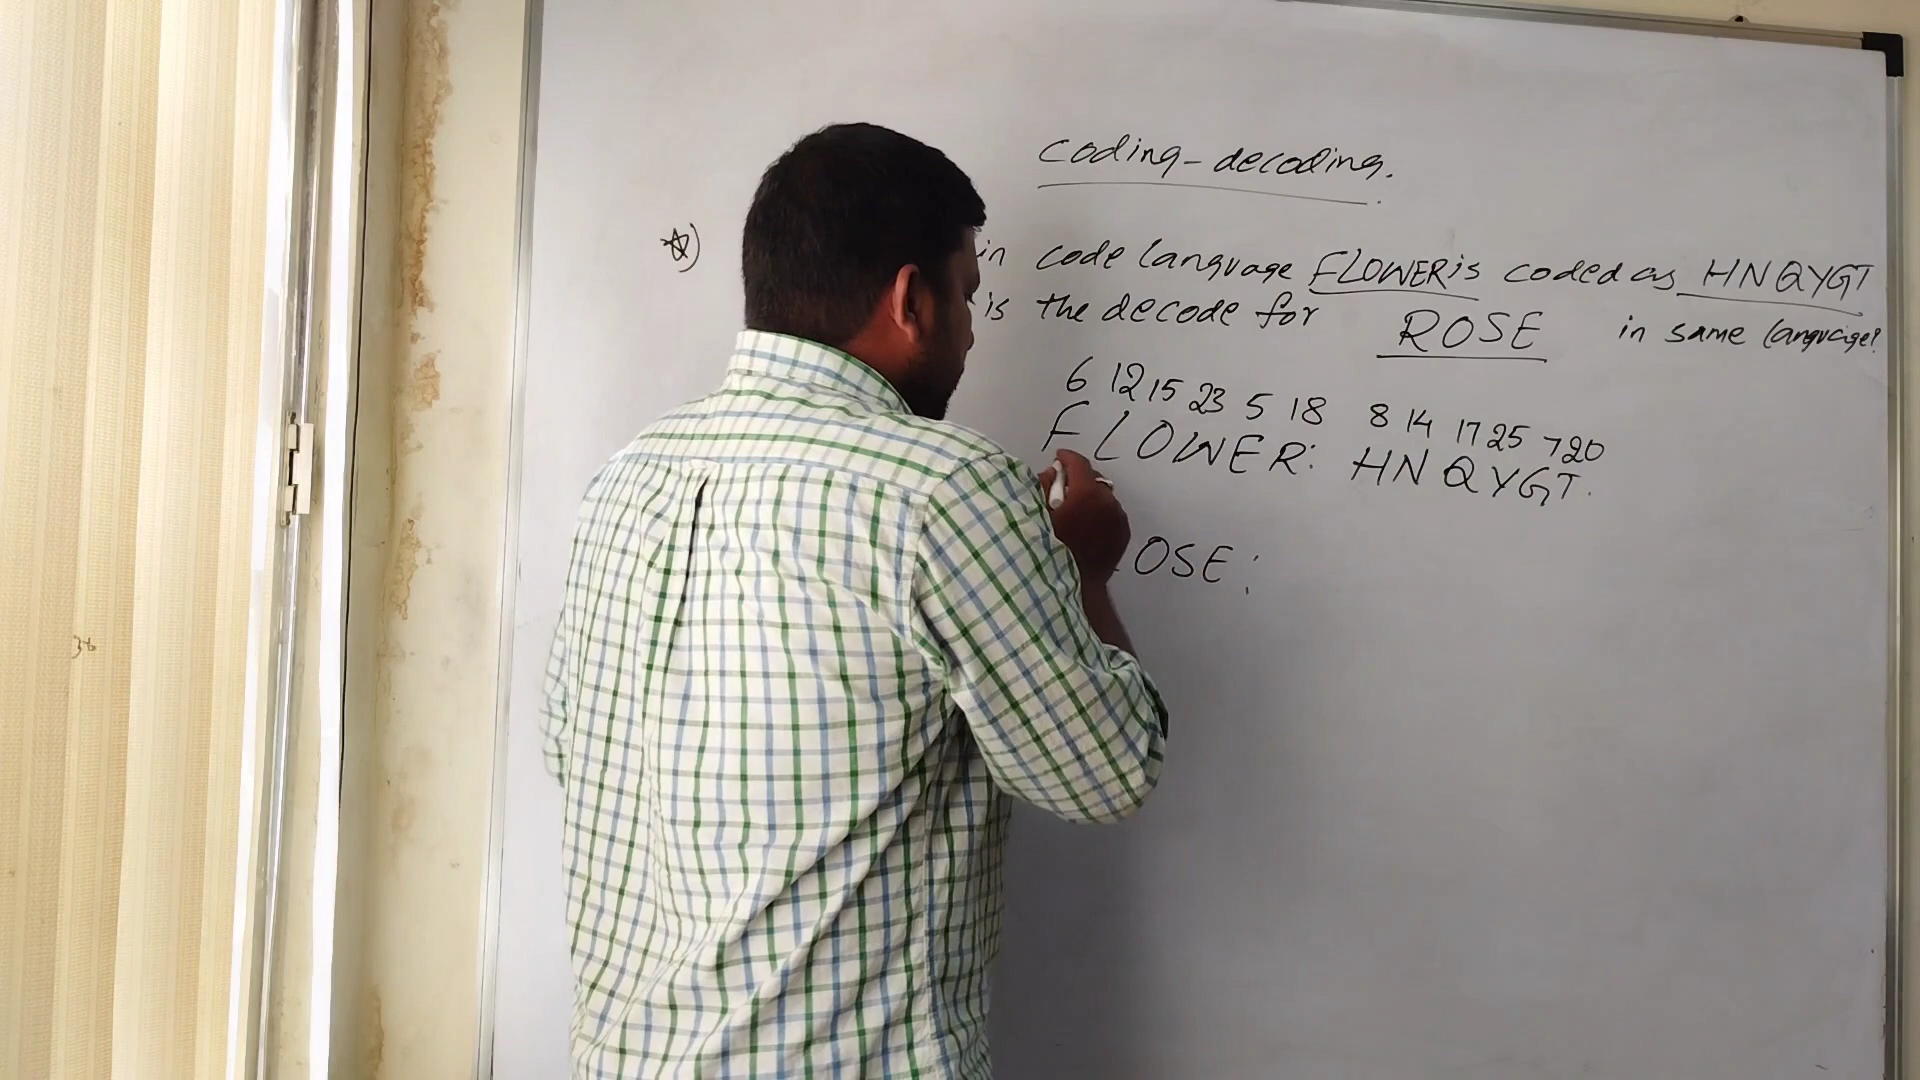 coding-decoding.
in code language FLOWER is coded as HNQYGT
is the decode for ROSE in same language?
6 12 15 23 5 18 8 14 17 25 7 20
FLOWER: HNQYGT.
OSE: